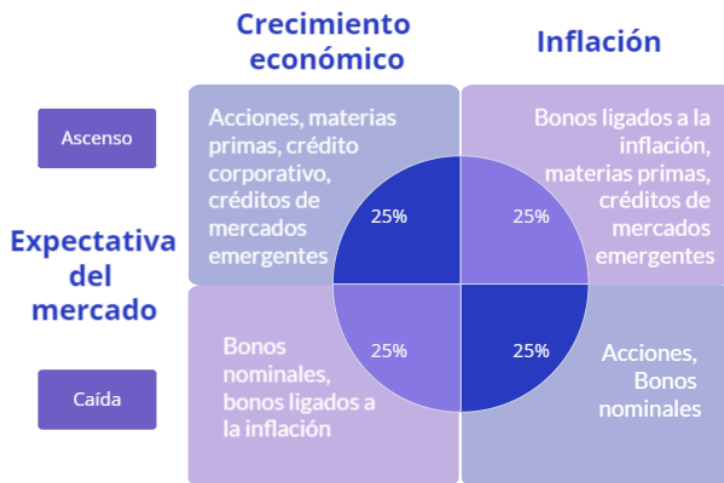 Crecimiento
económico
Inflación
Ascenso
Acciones, materias
primas, crédito
corporativo,
créditos de
mercados
emergentes
25%
25%
Bonos ligados a la
inflación,
materias primas,
créditos de
mercados
emergentes
Expectativa
del
mercado
Caída
Bonos
nominales,
bonos ligados a
la inflación
25%
25%
Acciones,
Bonos
nominales